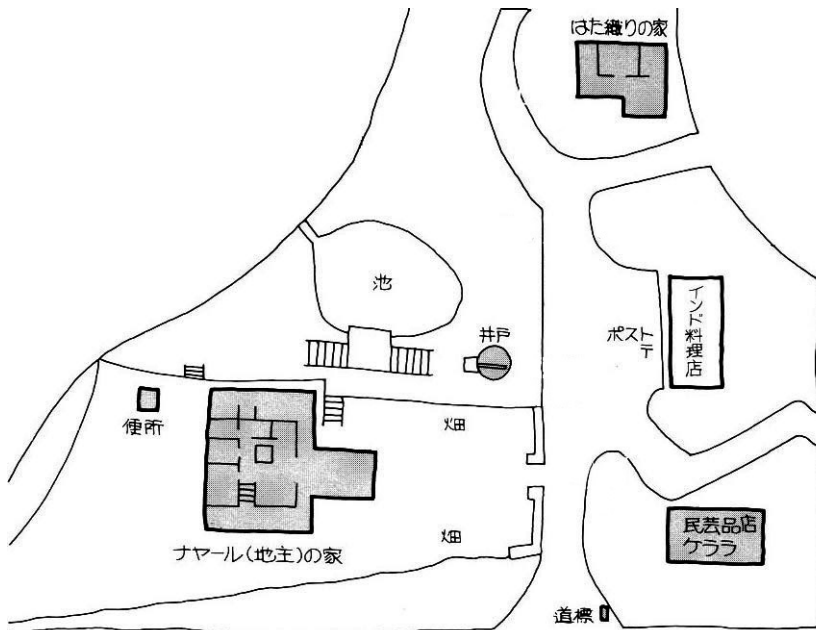 はた織りの家
池
井戸
ポスト
〒
インド料理店
便所
畑
畑
ナヤール(地主)の家
民芸品店
ケララ
道標